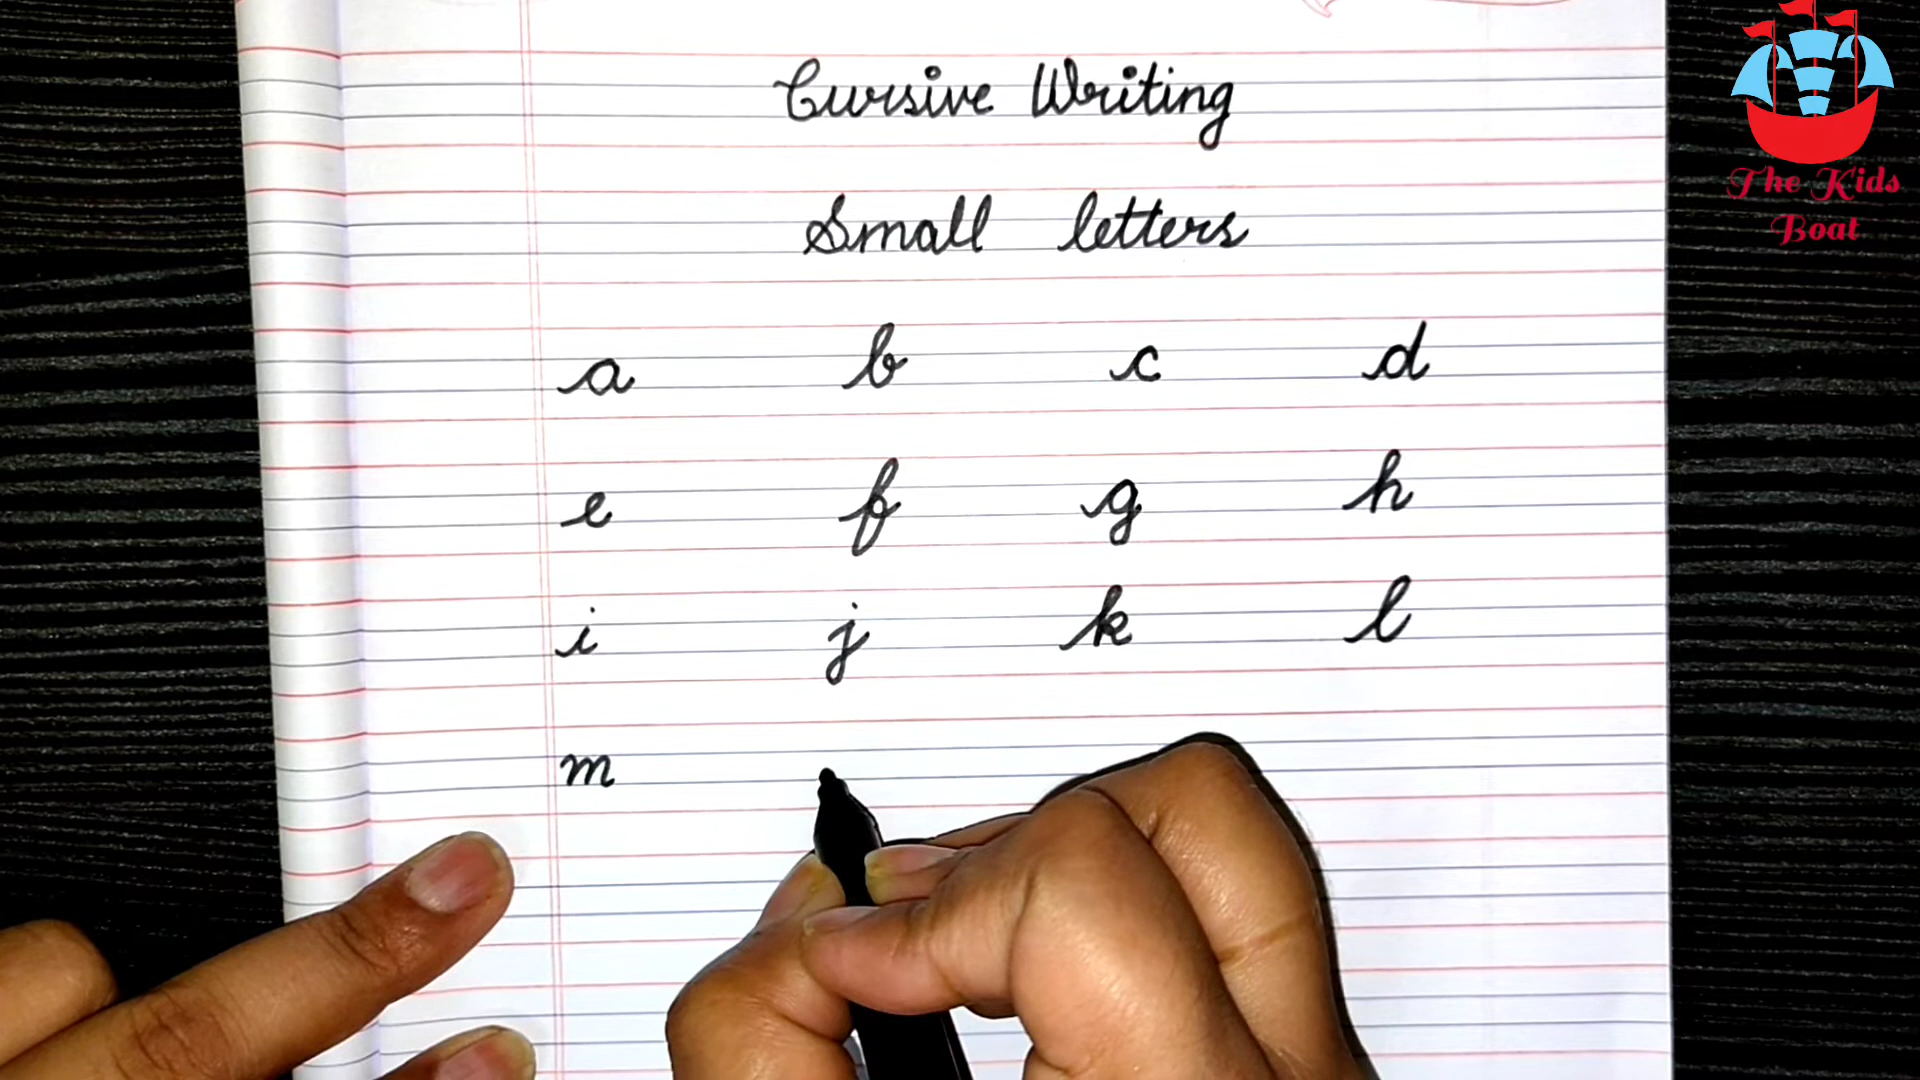 Cursive Writing
Small letters
a b c d
e f g h
i j k l
m
The Kids
Boat